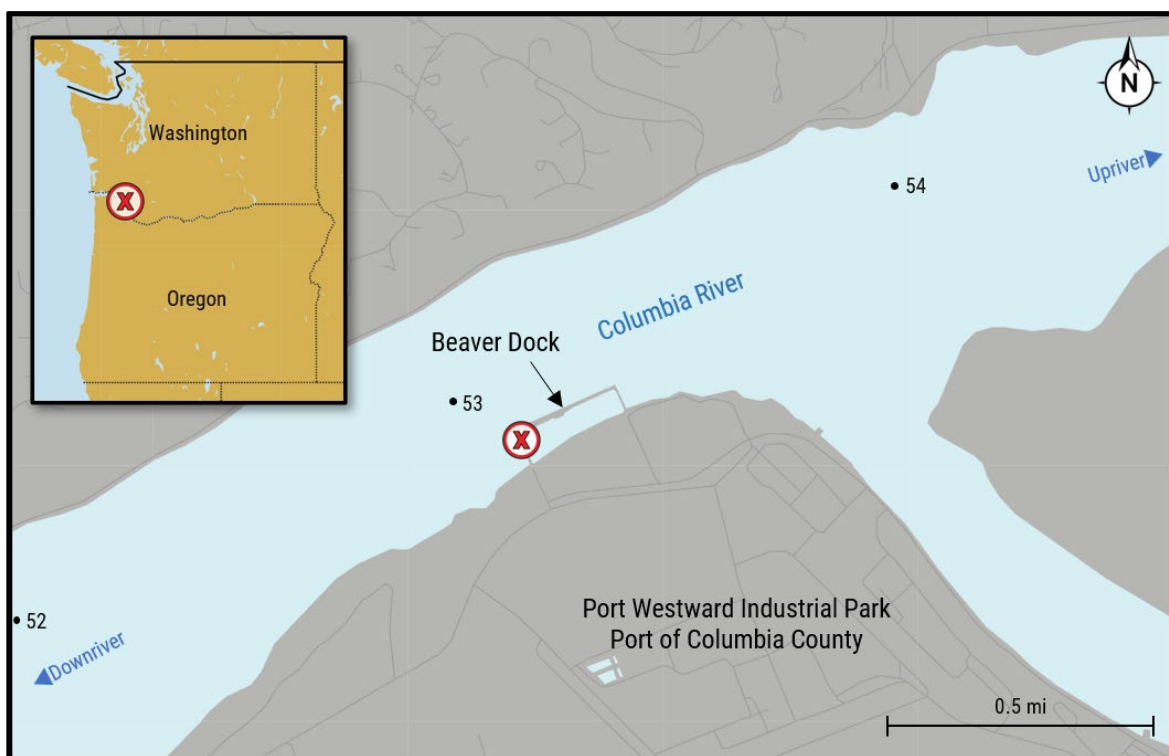 Washington
Oregon
X
N
Upriver
54
Columbia River
Beaver Dock
53
X
52
Downriver
Port Westward Industrial Park
Port of Columbia County
0.5 mi